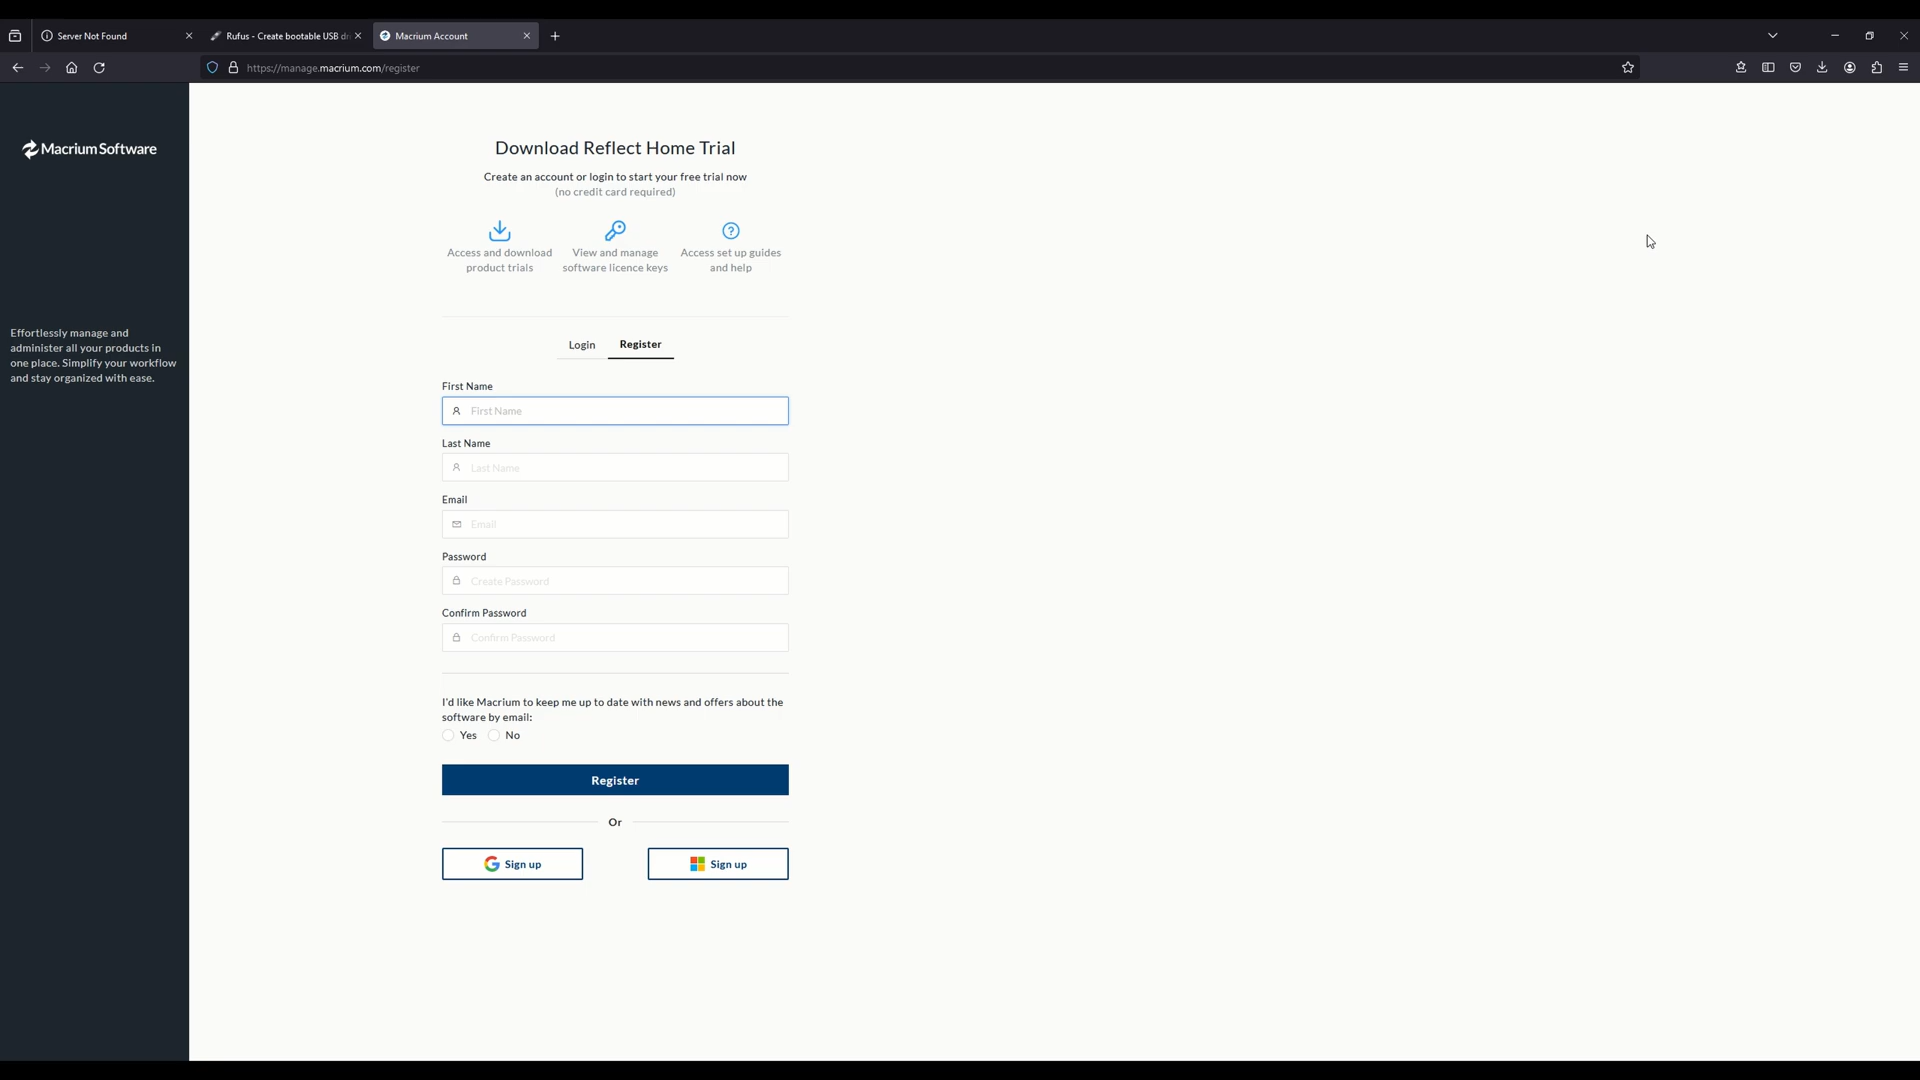 Server Not Found
Rufus - Create bootable USB dr
Macrium Account
https://manage.macrium.com/register
Macrium Software
Effortlessly manage and
administer all your products in
one place. Simplify your workflow
and stay organized with ease.
Download Reflect Home Trial
Create an account or login to start your free trial now
(no credit card required)
Access and download
product trials
View and manage
software licence keys
Access set up guides
and help
Login
Register
First Name
First Name
Last Name
Last Name
Email
Email
Password
Create Password
Confirm Password
Confirm Password
I'd like Macrium to keep me up to date with news and offers about the
software by email:
Yes
No
Register
Or
Sign up
Sign up